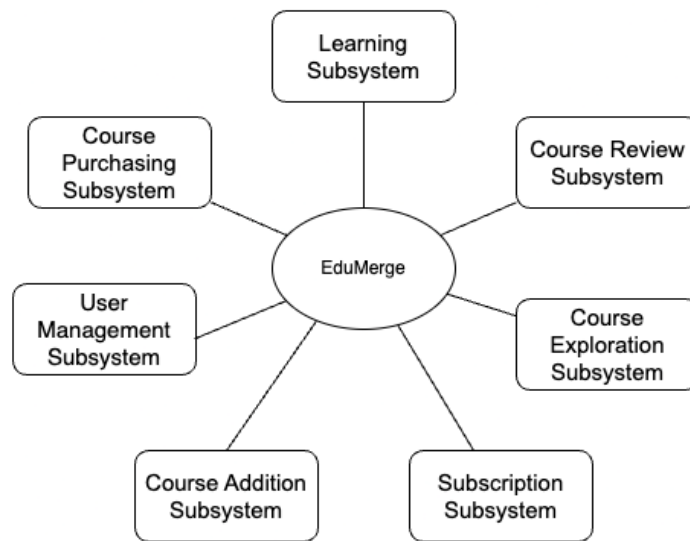 Learning
Subsystem
Course
Purchasing
Subsystem
Course Review
Subsystem
EduMerge
User
Management
Subsystem
Course
Exploration
Subsystem
Course Addition
Subsystem
Subscription
Subsystem